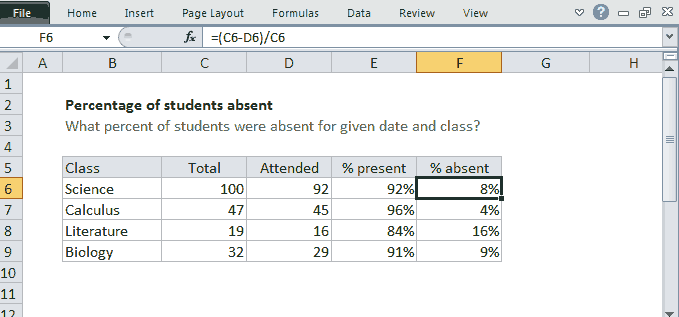 File Home Insert Page Layout Formulas Data Review View ?
F6 fx =(C6-D6)/C6
A B C D E F G H
1
2 Percentage of students absent
3 What percent of students were absent for given date and class?
4
5 Class Total Attended % present % absent
6 Science 100 92 92% 8%
7 Calculus 47 45 96% 4%
8 Literature 19 16 84% 16%
9 Biology 32 29 91% 9%
10
11
12